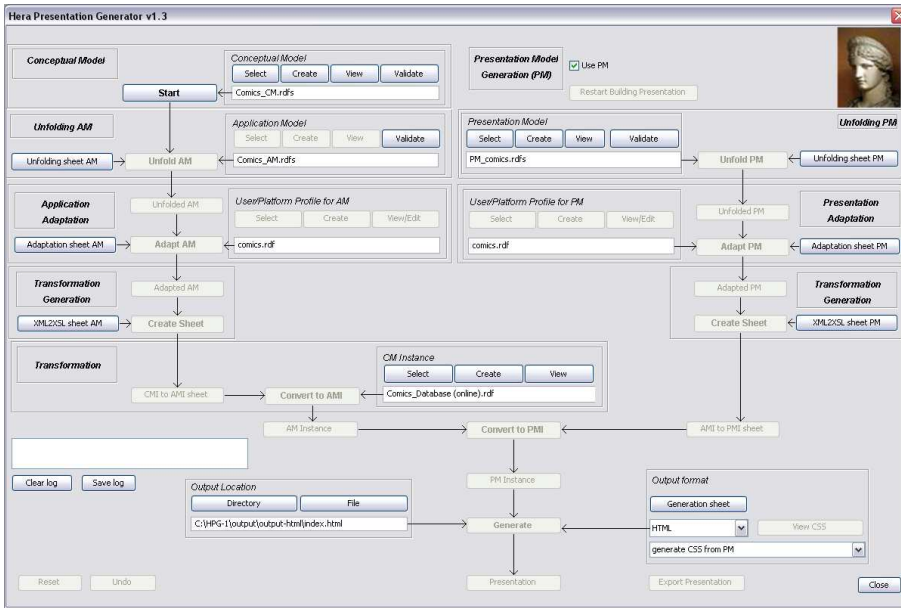 Hera Presentation Generator v1.3
Conceptual Model
Conceptual Model
Select Create View Validate
Start
Comics_CM.rdfs
Presentation Model
Generation (PM)
Use PM
Restart Building Presentation
Unfolding AM
Application Model
Select Create View Validate
Unfolding sheet AM
Unfold AM
Comics_AM.rdfs
Presentation Model
Select Create View Validate
PM_comics.rdfs
Unfold PM
Unfolding PM
Unfolding sheet PM
Application
Adaptation
Unfolded AM
User/Platform Profile for AM
Select Create View/Edit
Adaptation sheet AM
Adapt AM
comics.rdf
User/Platform Profile for PM
Select Create View/Edit
comics.rdf
Unfolded PM
Adapt PM
Presentation
Adaptation
Adaptation sheet PM
Transformation
Generation
Adapted AM
XML2XSL sheet AM
Create Sheet
Adapted PM
Create Sheet
Transformation
Generation
XML2XSL sheet PM
Transformation
CM Instance
Select Create View
CMI to AMI sheet
Convert to AMI
Comics_Database (online).rdf
AM Instance
Convert to PMI
AMI to PMI sheet
Clear log Save log
PM Instance
Output Location
Directory File
C:\HPG-1\output\output-html\index.html
Generate
Output format
Generation sheet
HTML
View CSS
generate CSS from PM
Reset Undo
Presentation
Export Presentation
Close